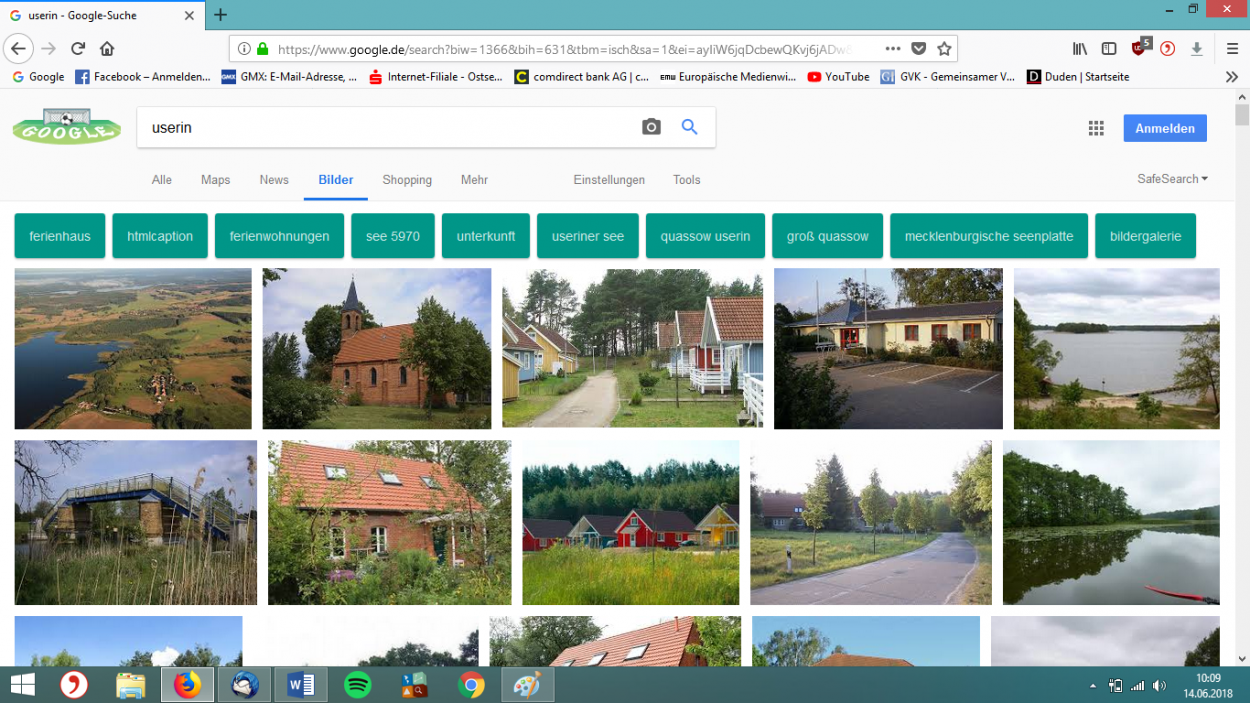 userin - Google-Suche
https://www.google.de/search?biw=1366&bih=631&tbm=isch&sa=1&ei=ayIiW6jqDcbewQKvj6jADw&
5
Google Facebook – Anmelden... GMX GMX: E-Mail-Adresse, ... Internet-Filiale - Ostse... comdirect bank AG | c... emw Europäische Medienwi... YouTube GVK - Gemeinsamer V... D Duden | Startseite
GOOGLE
userin
Anmelden
Alle Maps News Bilder Shopping Mehr Einstellungen Tools SafeSearch
ferienhaus htmlcaption ferienwohnungen see 5970 unterkunft useriner see quassow userin groß quassow mecklenburgische seenplatte bildergalerie
10:09
14.06.2018